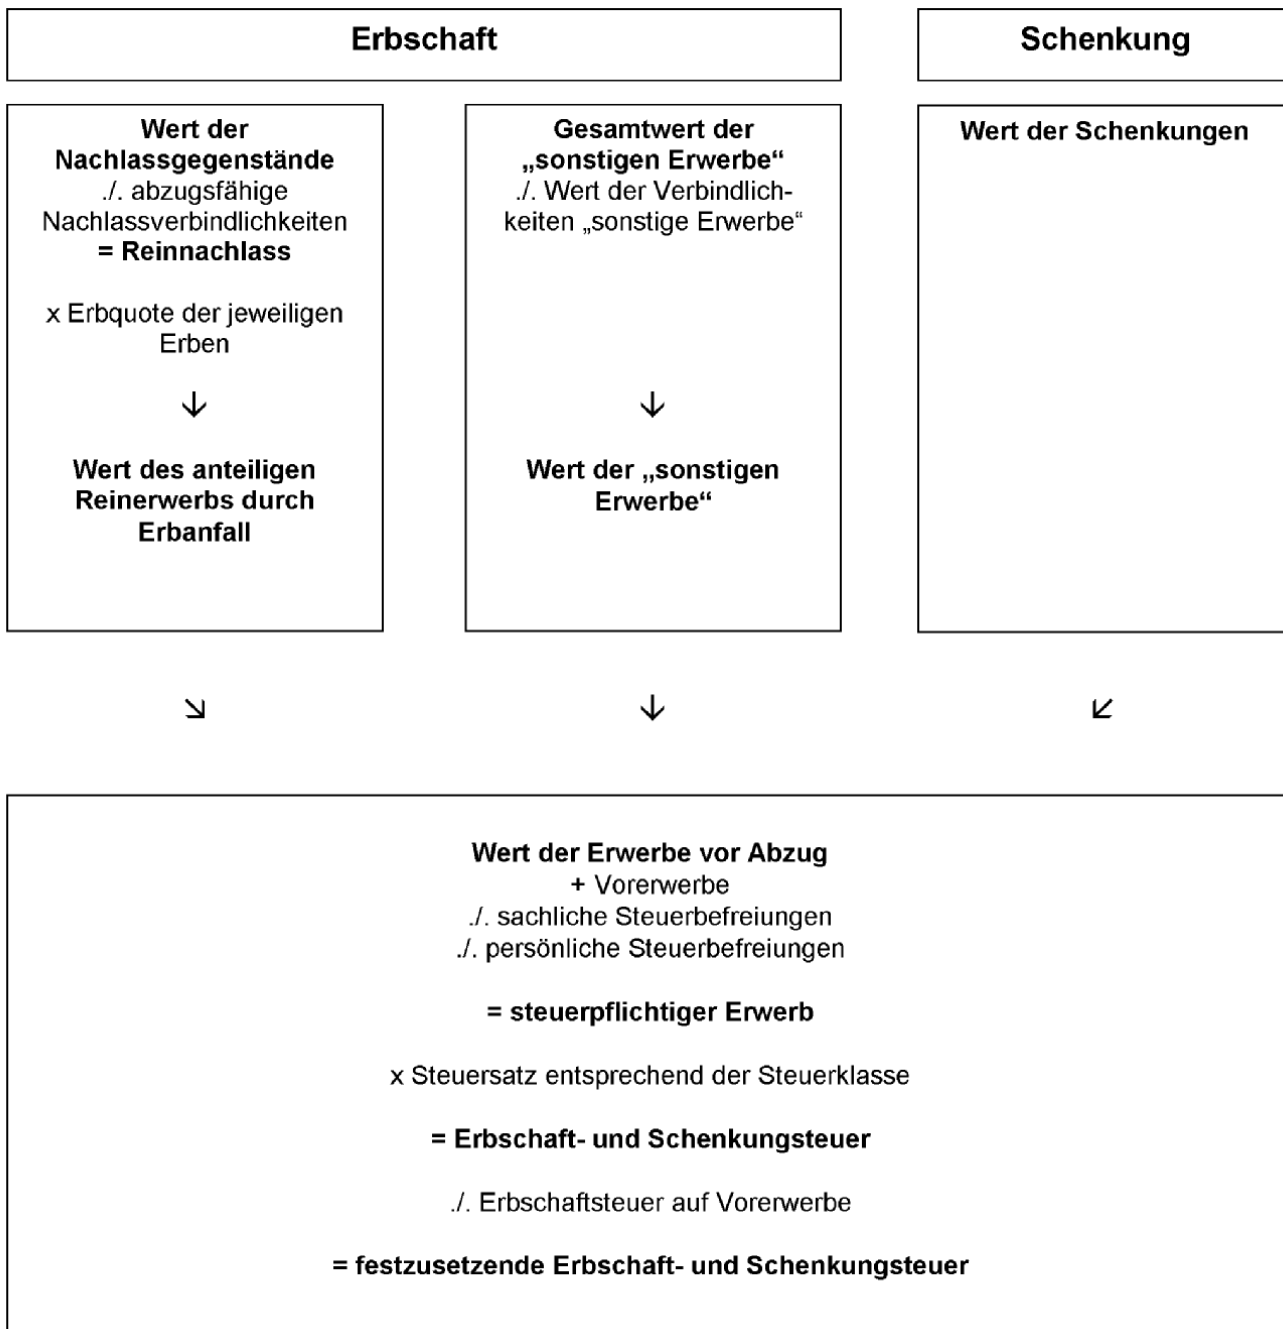 Erbschaft
Wert der
Nachlassgegenstände
./. abzugsfähige
Nachlassverbindlichkeiten
= Reinnachlass
x Erbquote der jeweiligen
Erben
↓
Wert des anteiligen
Reinerwerbs durch
Erbanfall
Gesamtwert der
„sonstigen Erwerbe“
./. Wert der Verbindlich-
keiten „sonstige Erwerbe“
↓
Wert der „sonstigen
Erwerbe“
Schenkung
Wert der Schenkungen
↘ ↓ ↙
Wert der Erwerbe vor Abzug
+ Vorerwerbe
./. sachliche Steuerbefreiungen
./. persönliche Steuerbefreiungen
= steuerpflichtiger Erwerb
x Steuersatz entsprechend der Steuerklasse
= Erbschaft- und Schenkungsteuer
./. Erbschaftsteuer auf Vorerwerbe
= festzusetzende Erbschaft- und Schenkungsteuer